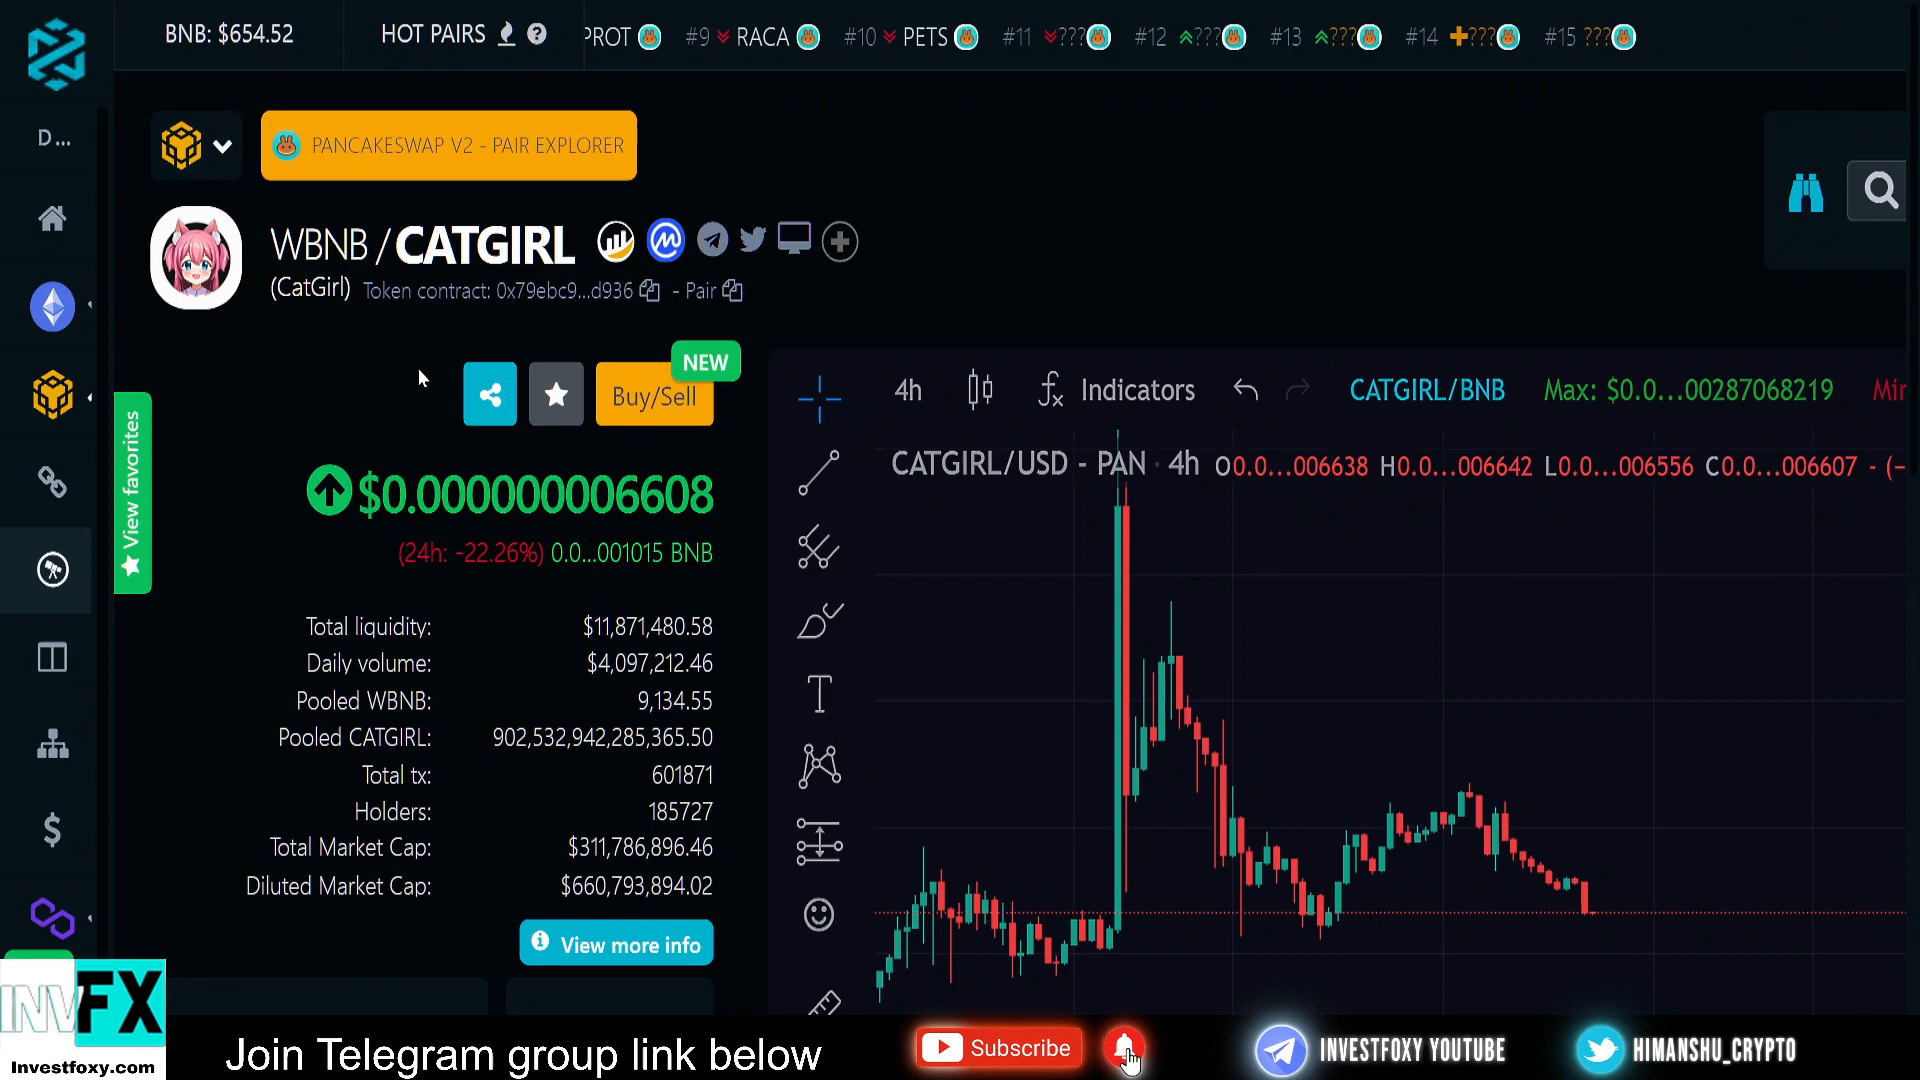 BNB: $654.52
HOT PAIRS
PROT #9 RACA #10 PETS #11 ??? #12 ??? #13 ??? #14 ??? #15 ???
D...
PANCAKESWAP V2 - PAIR EXPLORER
WBNB / CATGIRL
(CatGirl) Token contract: 0x79ebc9...d936 - Pair
NEW
Buy/Sell
View favorites
$0.000000006608
(24h: -22.26%) 0.0...001015 BNB
Total liquidity: $11,871,480.58
Daily volume: $4,097,212.46
Pooled WBNB: 9,134.55
Pooled CATGIRL: 902,532,942,285,365.50
Total tx: 601871
Holders: 185727
Total Market Cap: $311,786,896.46
Diluted Market Cap: $660,793,894.02
View more info
4h Indicators CATGIRL/BNB Max: $0.0...00287068219 Mir
CATGIRL/USD - PAN · 4h O0.0...006638 H0.0...006642 L0.0...006556 C0.0...006607 - (-
INVFX
Investfoxy.com
Join Telegram group link below
Subscribe
INVESTFOXY YOUTUBE
HIMANSHU_CRYPTO